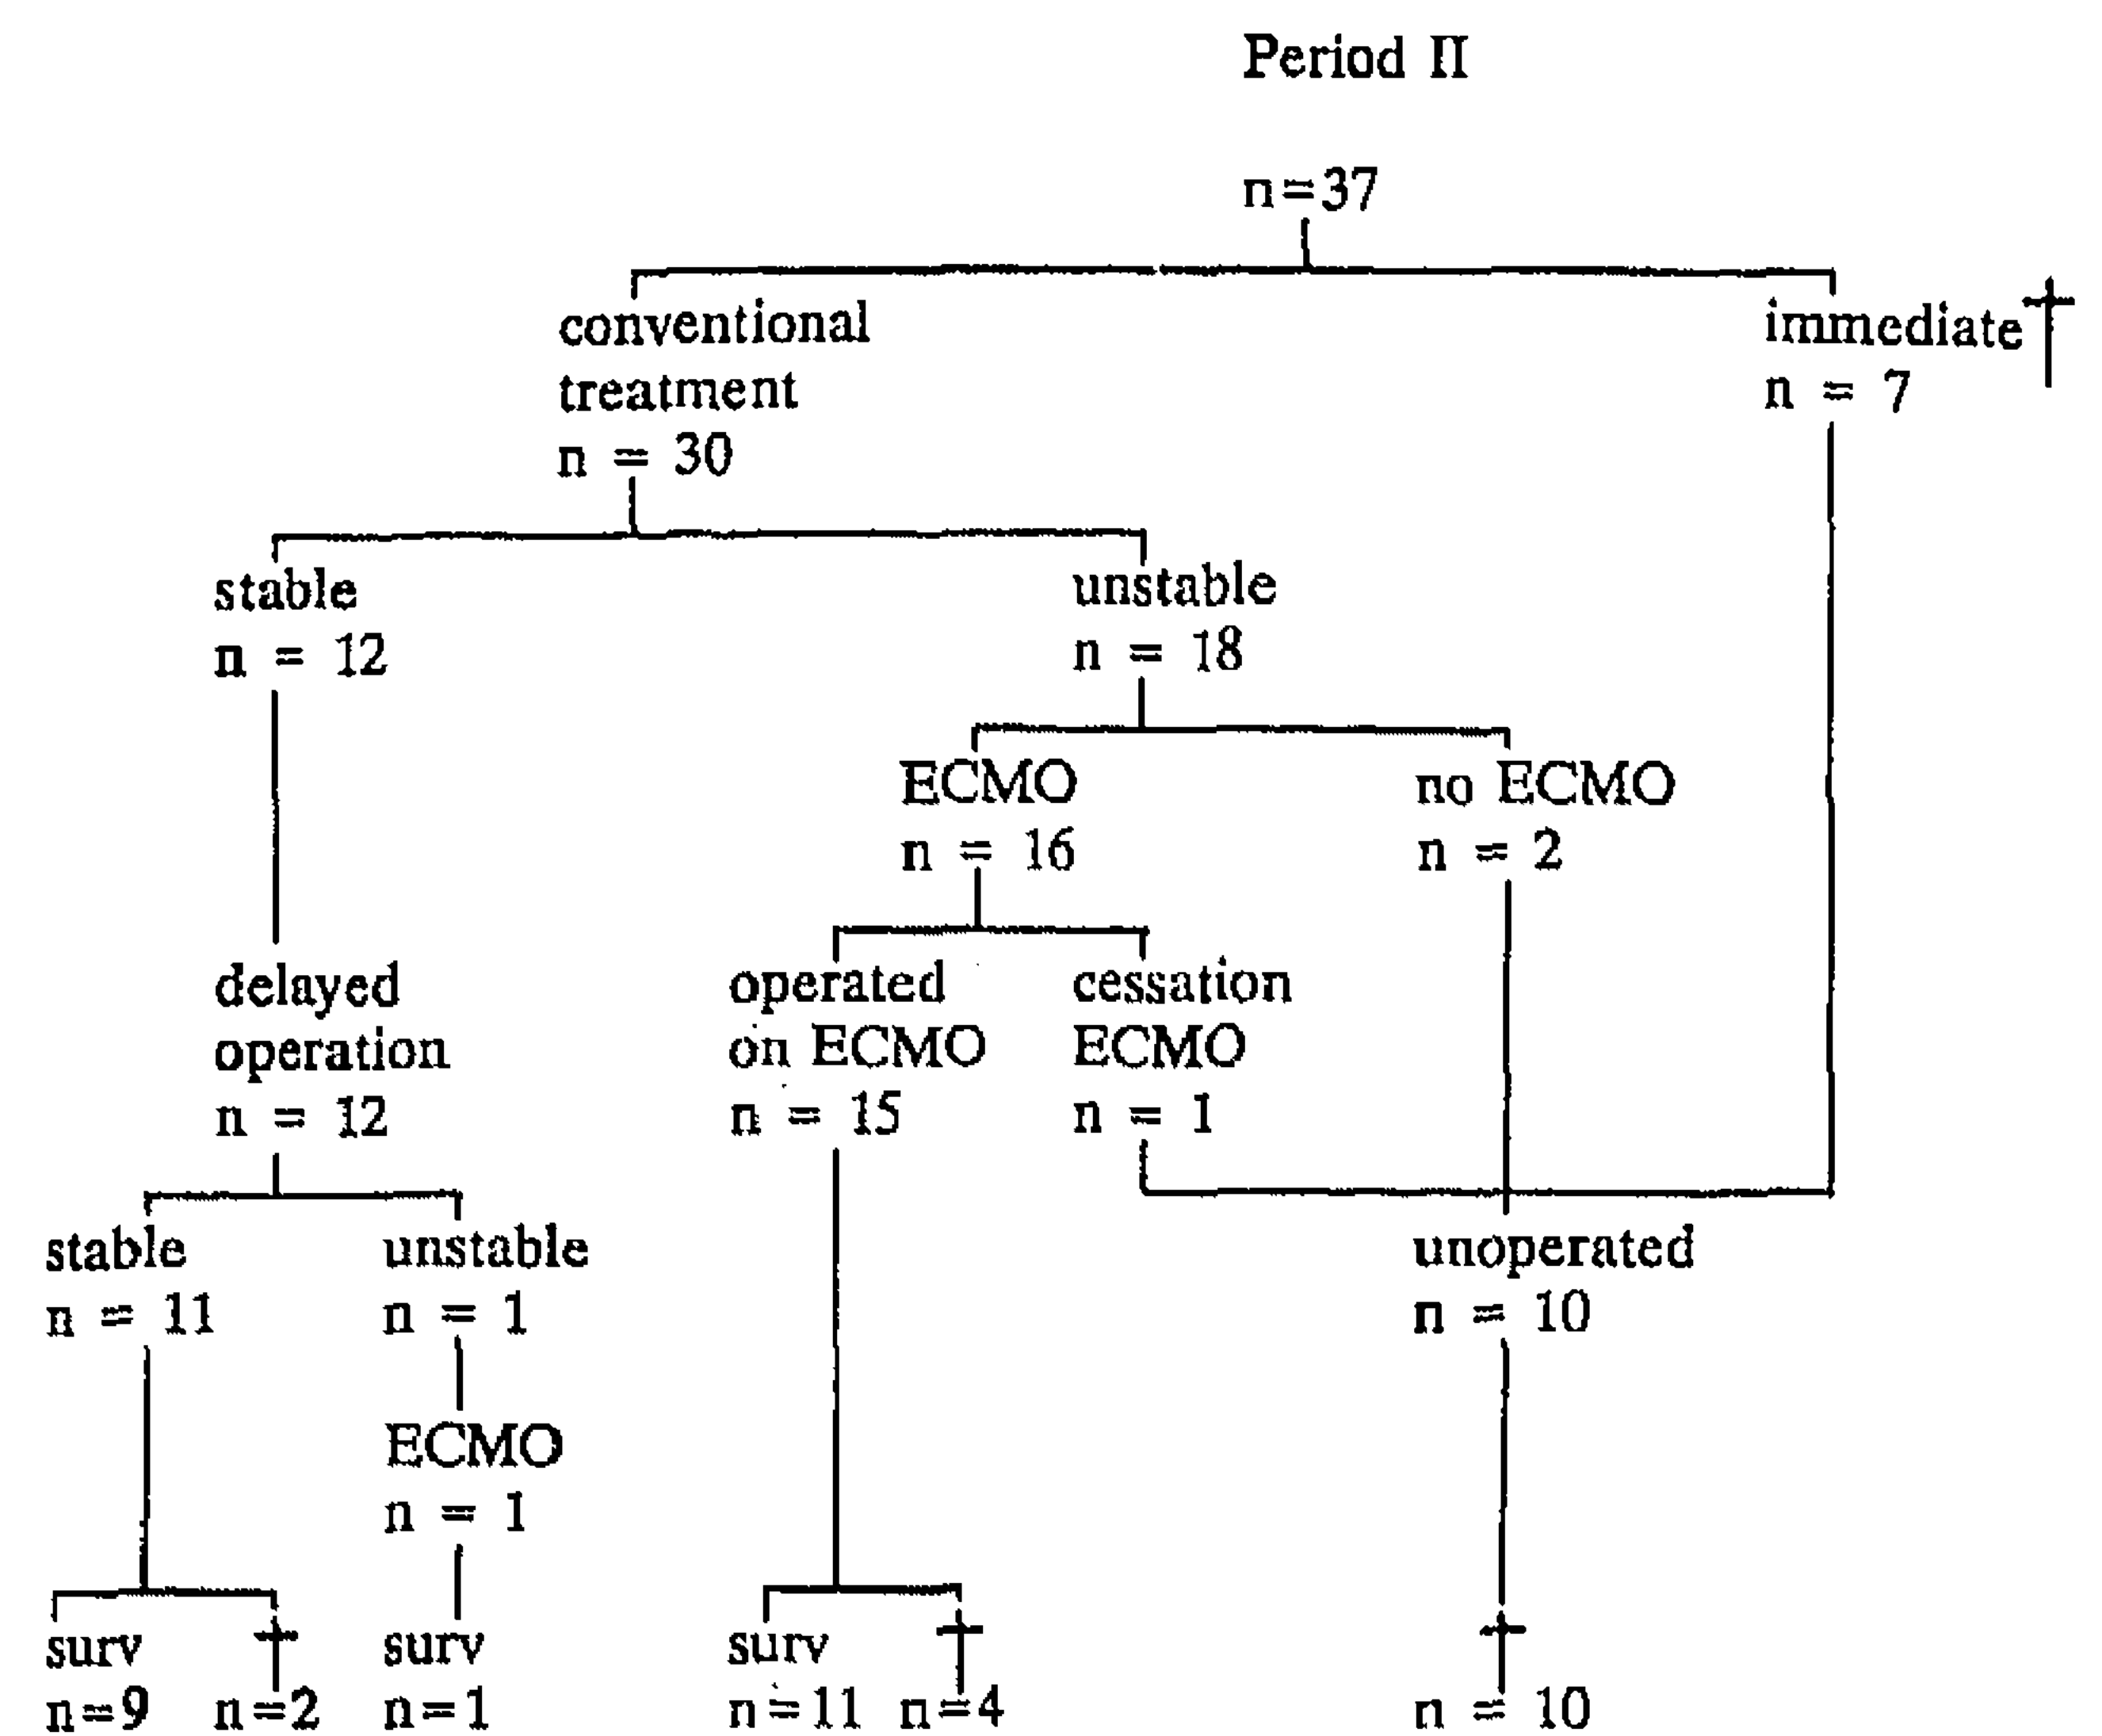 Period II
n=37
conventional
treatment
n = 30
immediate †
n = 7
stable
n = 12
unstable
n = 18
ECMO
n = 16
no ECMO
n = 2
delayed
operation
n = 12
operated
on ECMO
n = 15
cessation
ECMO
n = 1
stable
n = 11
unstable
n = 1
unoperated
n = 10
ECMO
n = 1
surv
n=9
†
n=2
surv
n=1
surv
n=11
†
n=4
†
n = 10